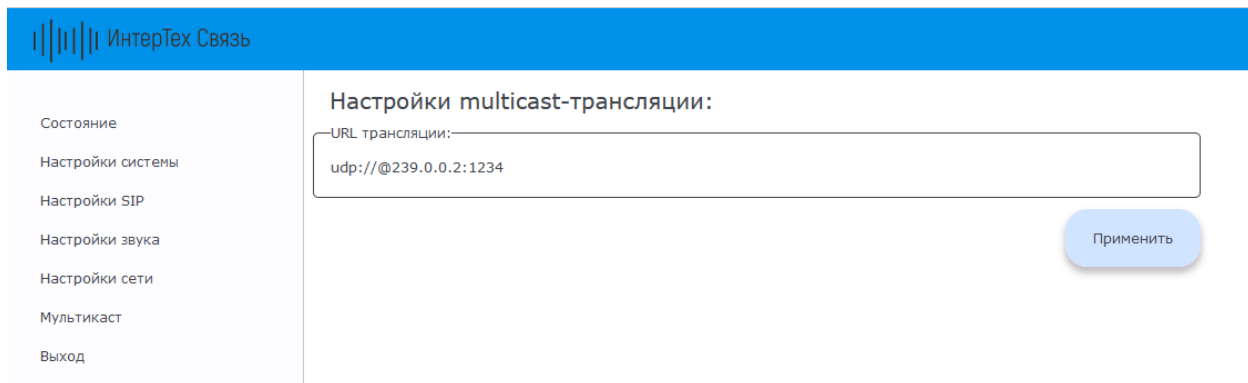 ИнтерТех Связь
Состояние
Настройки системы
Настройки SIP
Настройки звука
Настройки сети
Мультикаст
Выход
Настройки multicast-трансляции:
URL трансляции:
udp://@239.0.0.2:1234
Применить